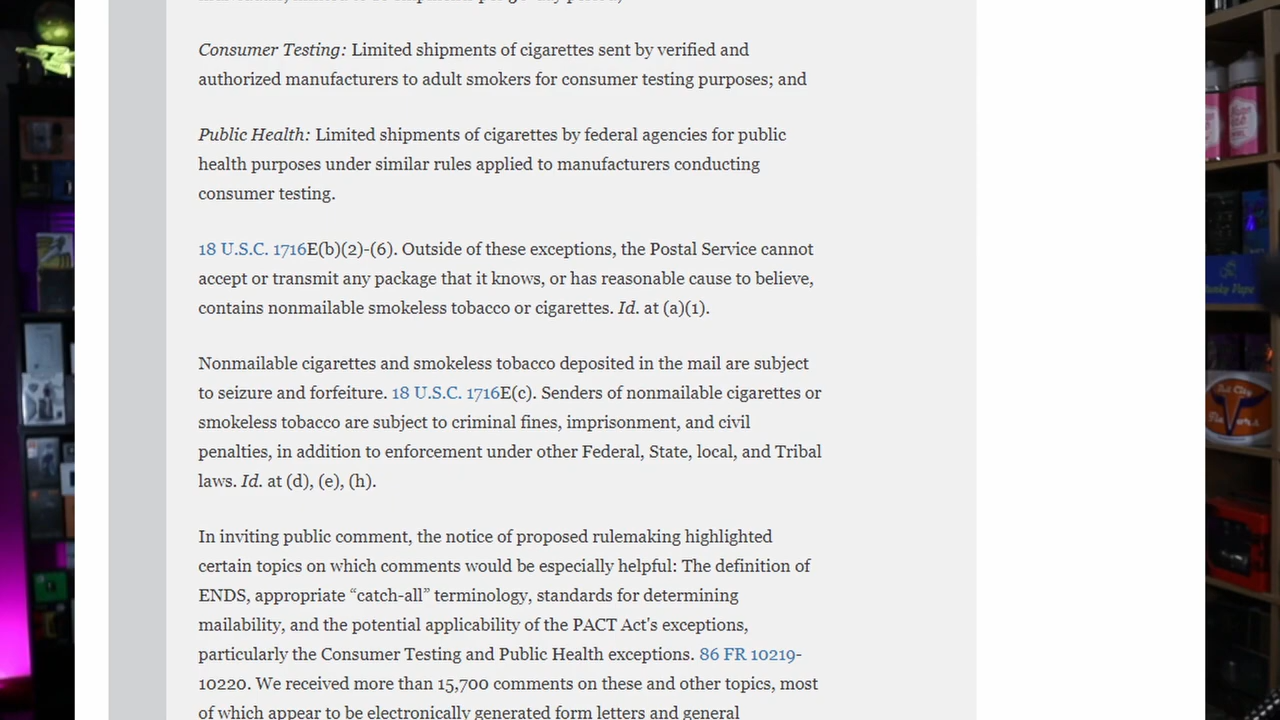 Consumer Testing: Limited shipments of cigarettes sent by verified and
authorized manufacturers to adult smokers for consumer testing purposes; and
Public Health: Limited shipments of cigarettes by federal agencies for public
health purposes under similar rules applied to manufacturers conducting
consumer testing.
18 U.S.C. 1716E(b)(2)-(6). Outside of these exceptions, the Postal Service cannot
accept or transmit any package that it knows, or has reasonable cause to believe,
contains nonmailable smokeless tobacco or cigarettes. Id. at (a)(1).
Nonmailable cigarettes and smokeless tobacco deposited in the mail are subject
to seizure and forfeiture. 18 U.S.C. 1716E(c). Senders of nonmailable cigarettes or
smokeless tobacco are subject to criminal fines, imprisonment, and civil
penalties, in addition to enforcement under other Federal, State, local, and Tribal
laws. Id. at (d), (e), (h).
In inviting public comment, the notice of proposed rulemaking highlighted
certain topics on which comments would be especially helpful: The definition of
ENDS, appropriate “catch-all” terminology, standards for determining
mailability, and the potential applicability of the PACT Act's exceptions,
particularly the Consumer Testing and Public Health exceptions. 86 FR 10219-
10220. We received more than 15,700 comments on these and other topics, most
of which appear to be electronically generated form letters and general